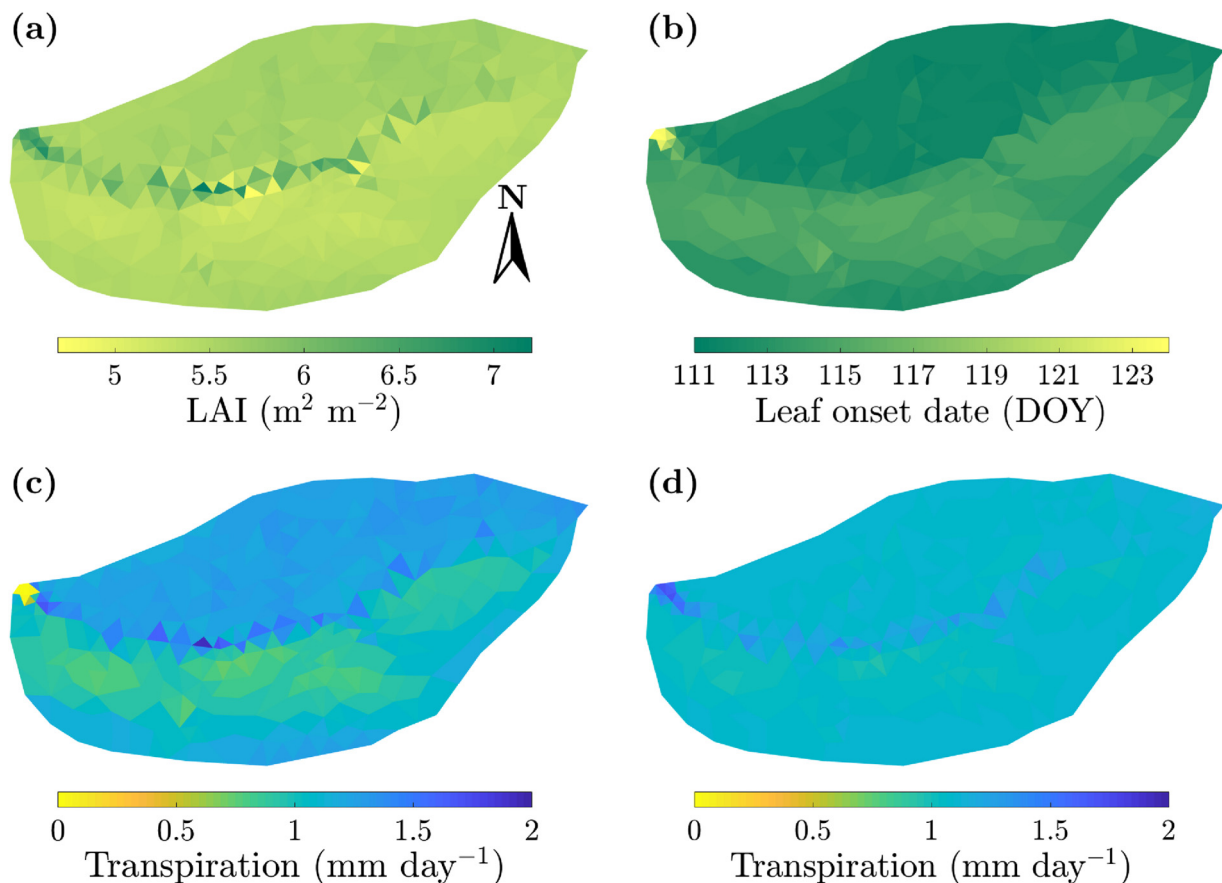 (a)
(b)
N
5 5.5 6 6.5 7
LAI (m² m⁻²)
111 113 115 117 119 121 123
Leaf onset date (DOY)
(c)
(d)
0 0.5 1 1.5 2
Transpiration (mm day⁻¹)
0 0.5 1 1.5 2
Transpiration (mm day⁻¹)